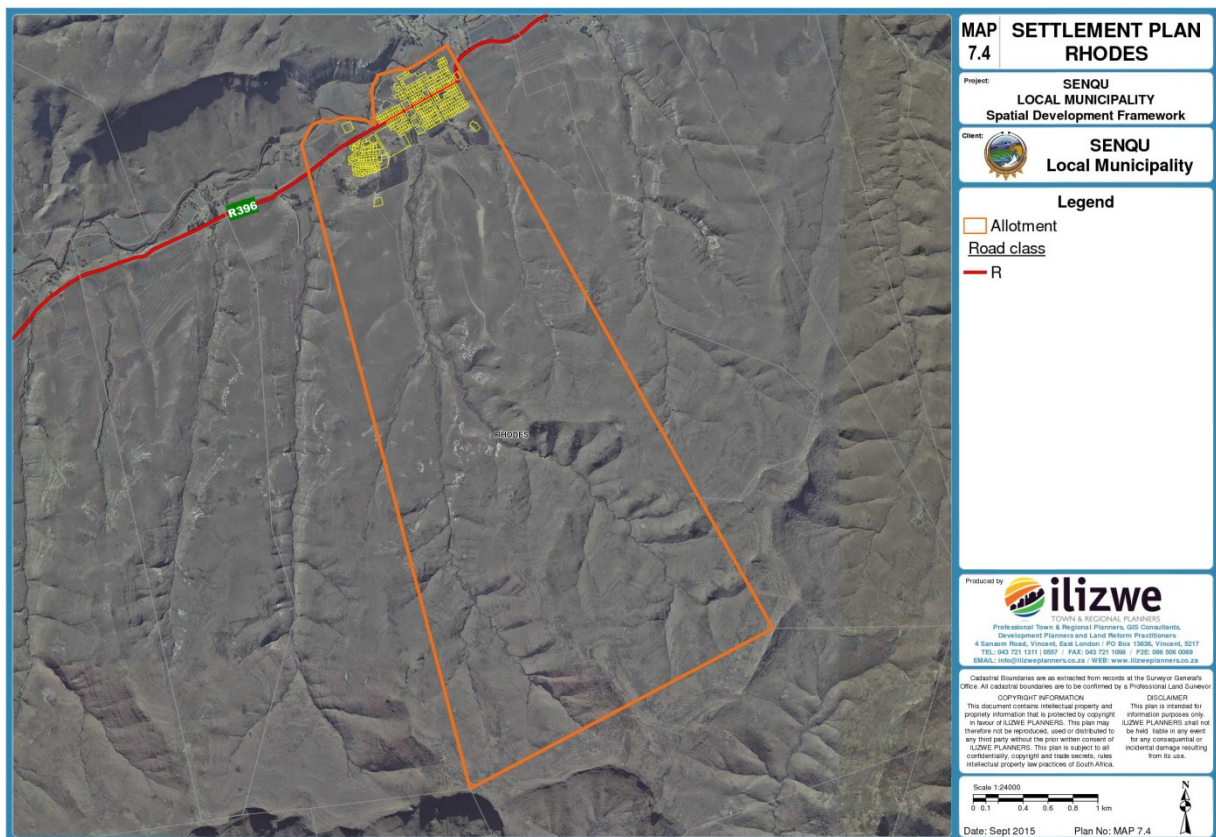 R396
RHODES
MAP
7.4
SETTLEMENT PLAN
RHODES
Project:
SENQU
LOCAL MUNICIPALITY
Spatial Development Framework
Client:
SENQU
Local Municipality
Legend
Allotment
Road class
R
Produced by
ilizwe
TOWN & REGIONAL PLANNERS
Professional Town & Regional Planners, GIS Consultants,
Development Planners and Land Reform Practitioners
4 Sansom Road, Vincent, East London / PO Box 13638, Vincent, 5217
TEL: 043 721 1311 | 0557 / FAX: 043 721 1096 / F2E: 086 506 0069
EMAIL: info@ilizweplanners.co.za / WEB: www.ilizweplanners.co.za
Cadastral Boundaries are as extracted from records at the Surveyor General's
Office. All cadastral boundaries are to be confirmed by a Professional Land Surveyor
COPYRIGHT INFORMATION
This document contains intellectual property and
propriety information that is protected by copyright
in favour of ILIZWE PLANNERS. This plan may
therefore not be reproduced, used or distributed to
any third party without the prior written consent of
ILIZWE PLANNERS. This plan is subject to all
confidentiality, copyright and trade secrets, rules
intellectual property law practices of South Africa.
DISCLAIMER
This plan is intended for
information purposes only.
ILIZWE PLANNERS shall not
be held liable in any event
for any consequential or
incidental damage resulting
from its use.
Scale 1:24000
0 0.1 0.4 0.6 0.8 1 km
N
Date: Sept 2015
Plan No: MAP 7.4